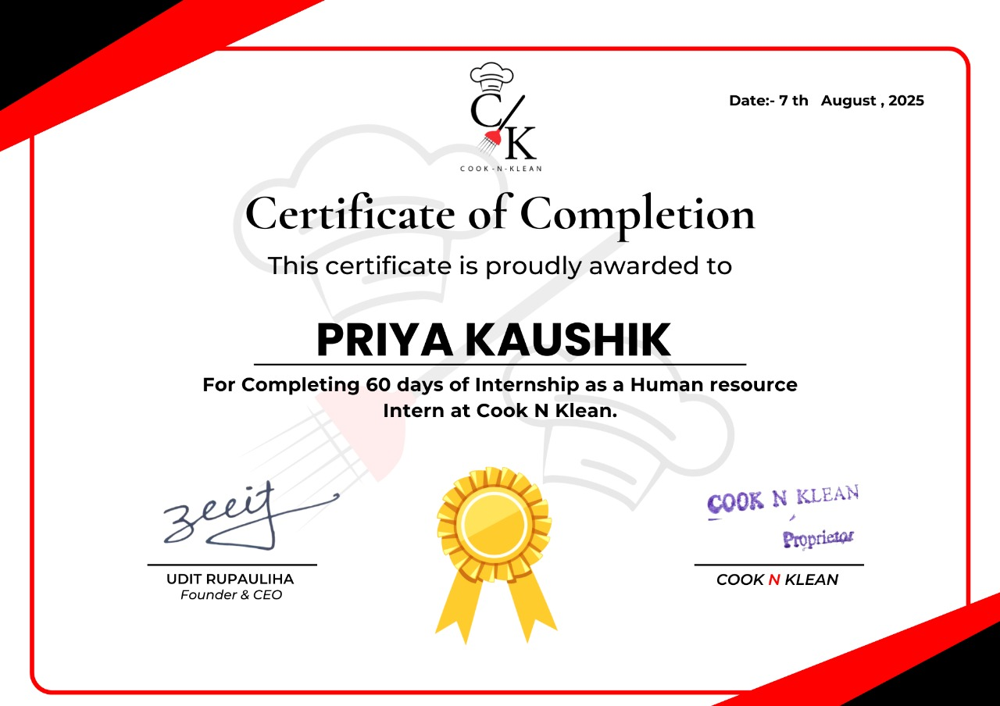 C K
COOK-N-KLEAN
Date:- 7 th August , 2025
Certificate of Completion
This certificate is proudly awarded to
PRIYA KAUSHIK
For Completing 60 days of Internship as a Human resource
Intern at Cook N Klean.
COOK N KLEAN
Proprietor
UDIT RUPAULIHA
Founder & CEO
COOK N KLEAN